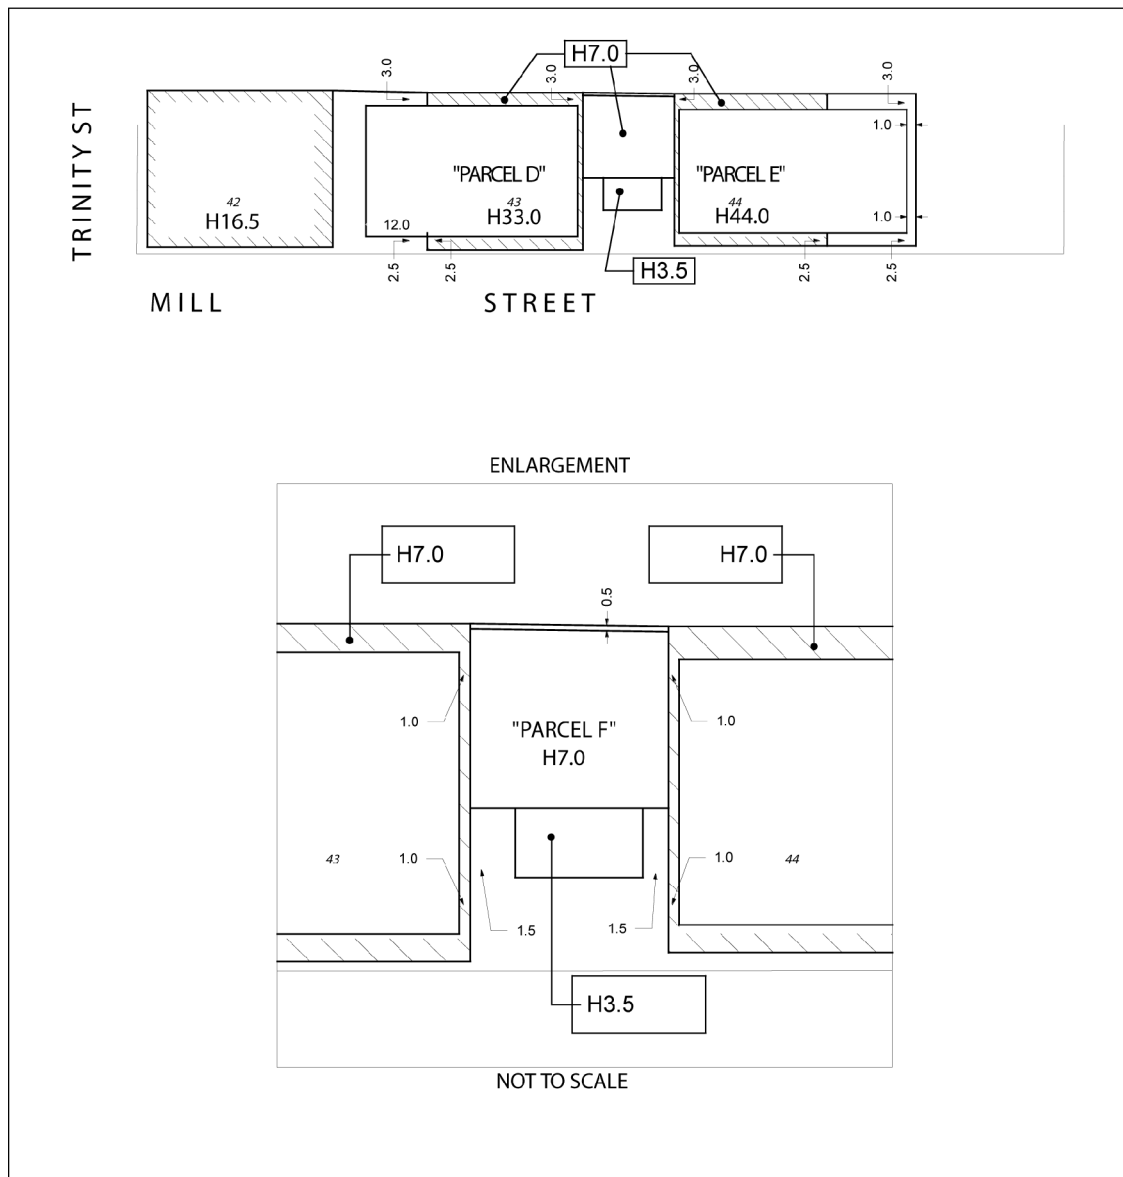 H7.0
3.0
3.0
3.0
3.0
TRINITY ST
1.0
"PARCEL D"
"PARCEL E"
42
43
44
H16.5
H33.0
H44.0
12.0
1.0
2.5
2.5
2.5
2.5
H3.5
MILL STREET
ENLARGEMENT
H7.0
H7.0
0.5
1.0
1.0
"PARCEL F"
H7.0
43
1.0
1.0
44
1.5
1.5
H3.5
NOT TO SCALE